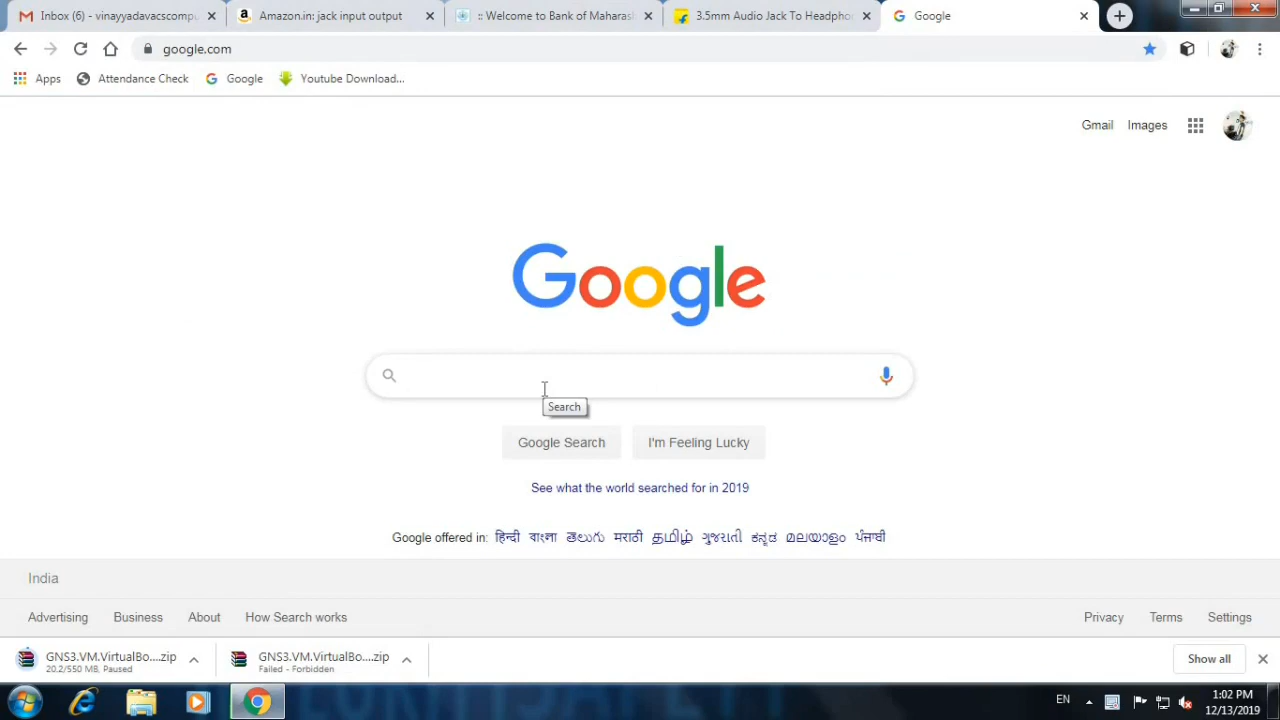 Inbox (6) - vinayyadavacscomp
Amazon.in: jack input output
:: Welcome to Bank of Maharash
3.5mm Audio Jack To Headpho
Google
google.com
Apps
Attendance Check
Google
Youtube Download...
Gmail
Images
Google
Search
Google Search
I'm Feeling Lucky
See what the world searched for in 2019
Google offered in: हिन्दी বাংলা తెలుగు मराठी தமிழ் ગુજરાતી ಕನ್ನಡ മലയാളം ਪੰਜਾਬੀ
India
Advertising
Business
About
How Search works
Privacy
Terms
Settings
GNS3.VM.VirtualBo....zip
20.2/550 MB, Paused
GNS3.VM.VirtualBo....zip
Failed - Forbidden
Show all
EN
1:02 PM
12/13/2019